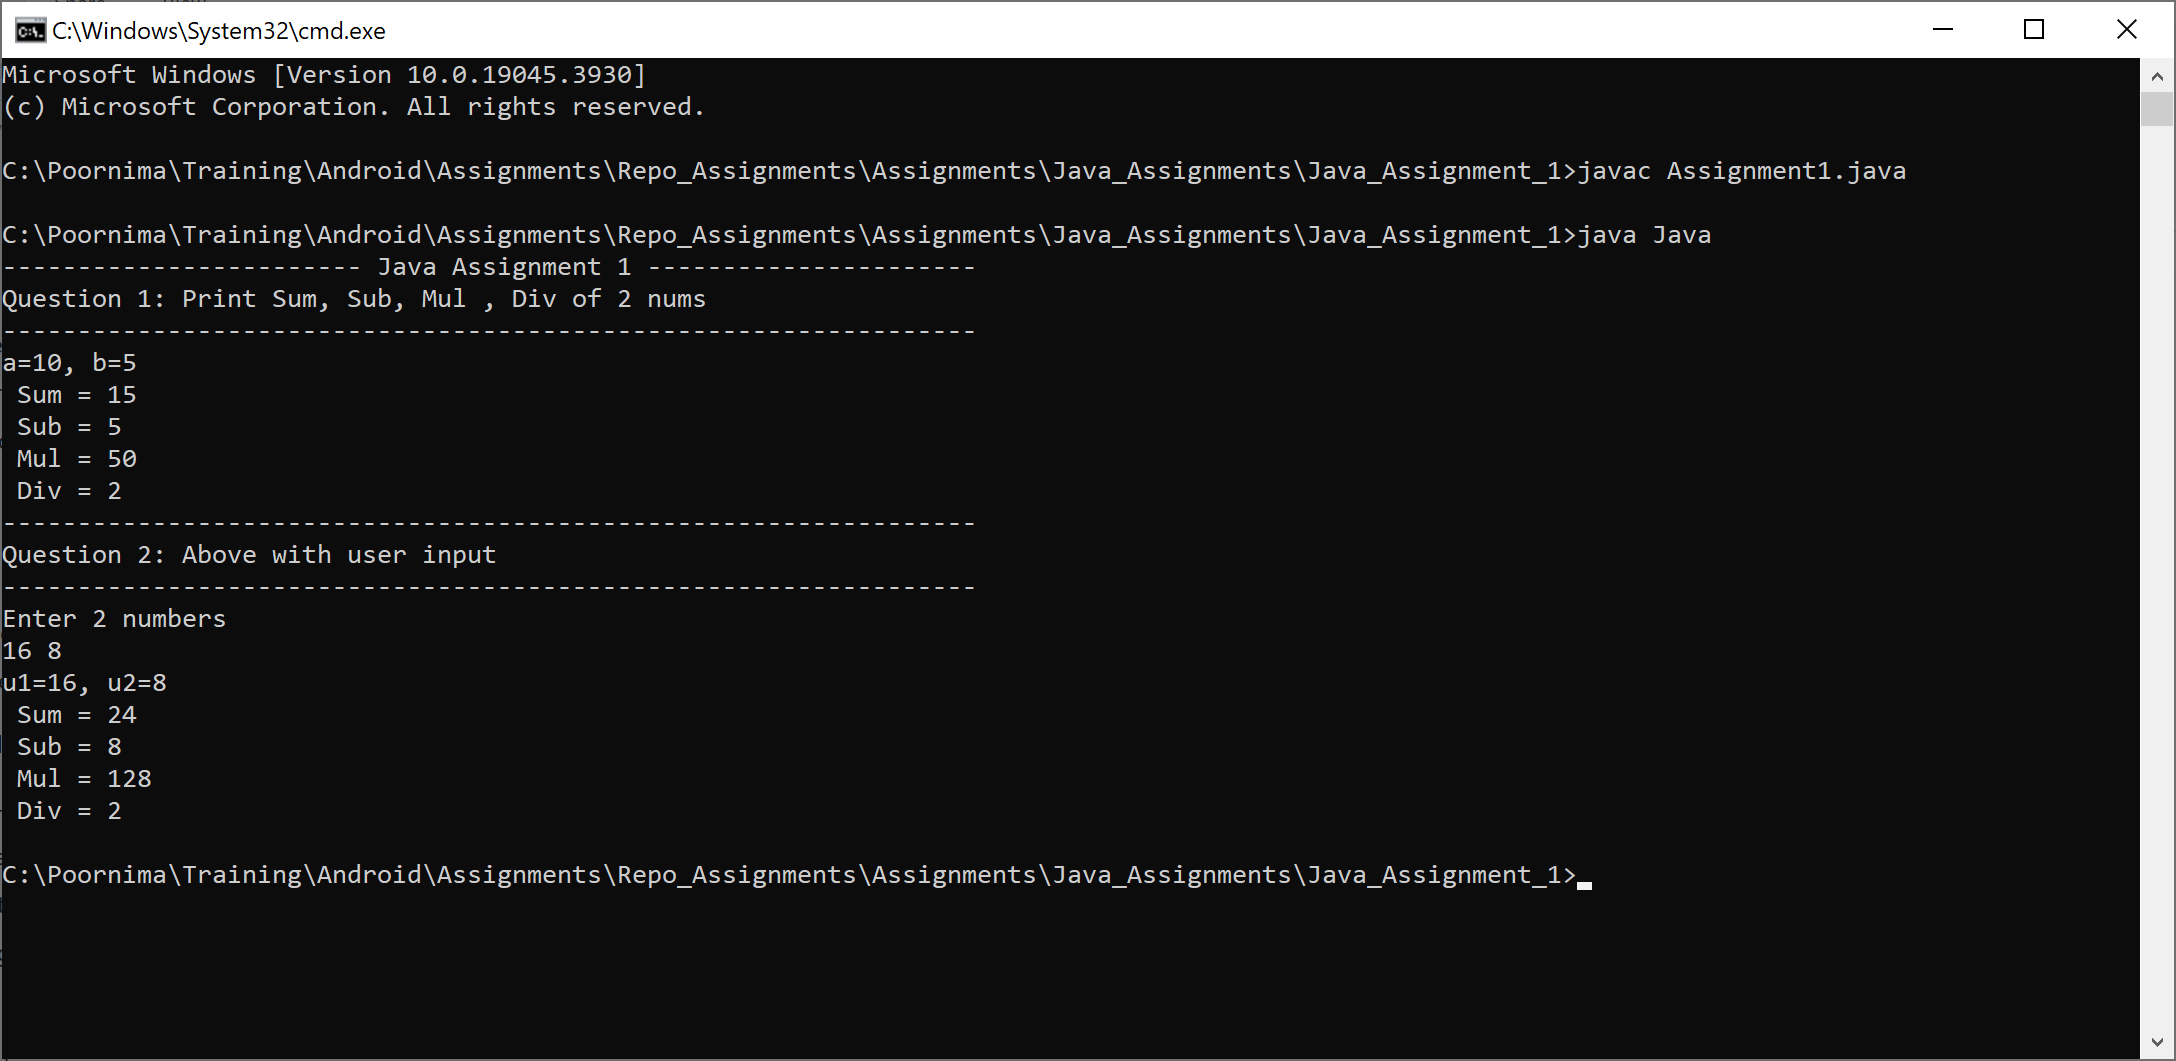 C:\Windows\System32\cmd.exe
Microsoft Windows [Version 10.0.19045.3930]
(c) Microsoft Corporation. All rights reserved.
C:\Poornima\Training\Android\Assignments\Repo_Assignments\Assignments\Java_Assignments\Java_Assignment_1>javac Assignment1.java
C:\Poornima\Training\Android\Assignments\Repo_Assignments\Assignments\Java_Assignments\Java_Assignment_1>java Java
------------------------ Java Assignment 1 ----------------------
Question 1: Print Sum, Sub, Mul , Div of 2 nums
-----------------------------------------------------------------
a=10, b=5
 Sum = 15
 Sub = 5
 Mul = 50
 Div = 2
-----------------------------------------------------------------
Question 2: Above with user input
-----------------------------------------------------------------
Enter 2 numbers
16 8
u1=16, u2=8
 Sum = 24
 Sub = 8
 Mul = 128
 Div = 2
C:\Poornima\Training\Android\Assignments\Repo_Assignments\Assignments\Java_Assignments\Java_Assignment_1>